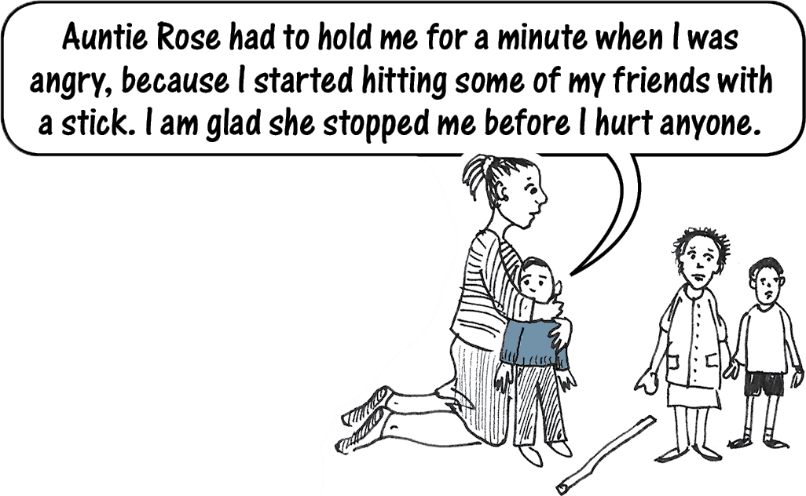 Auntie Rose had to hold me for a minute when I was
angry, because I started hitting some of my friends with
a stick. I am glad she stopped me before I hurt anyone.